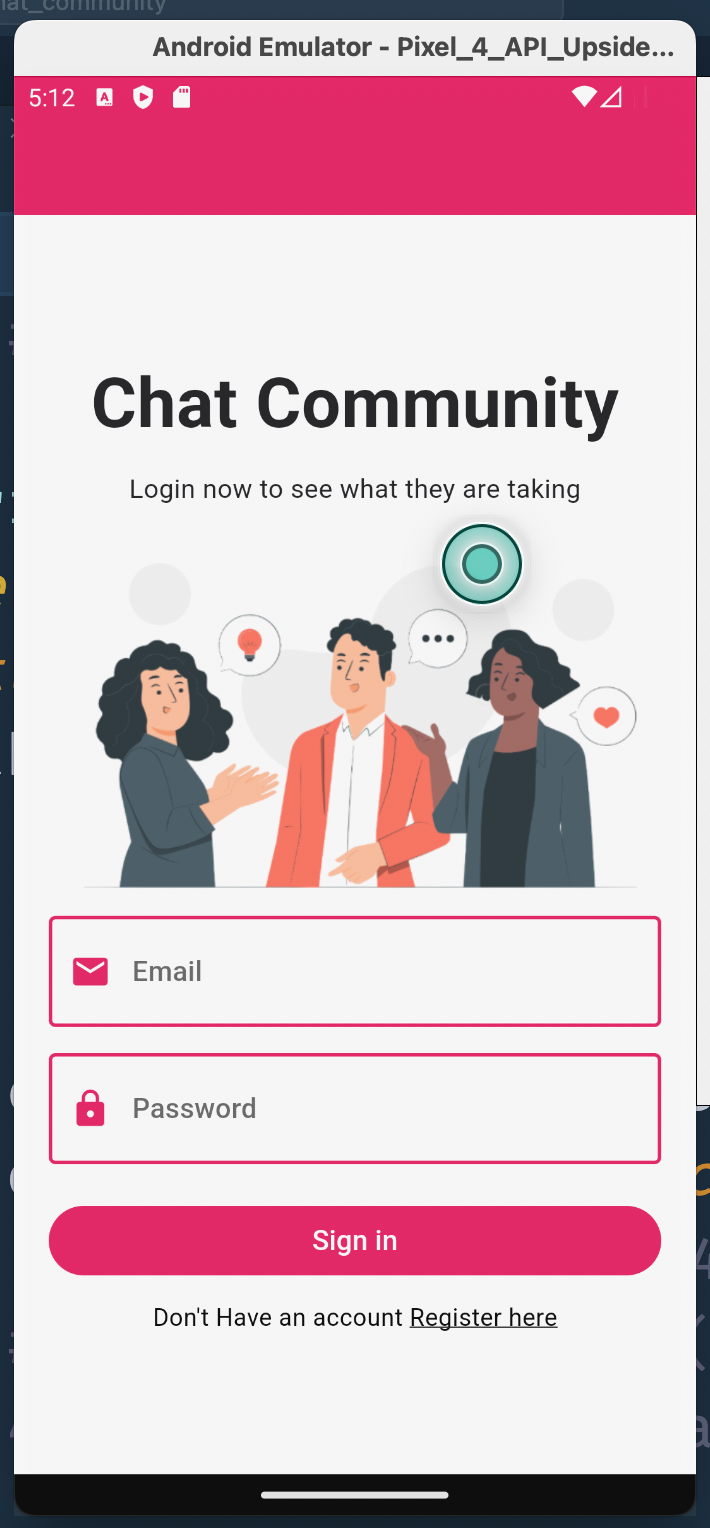 hat_community
Android Emulator - Pixel_4_API_Upside...
5:12
Chat Community
Login now to see what they are taking
Email
Password
Sign in
Don't Have an account Register here